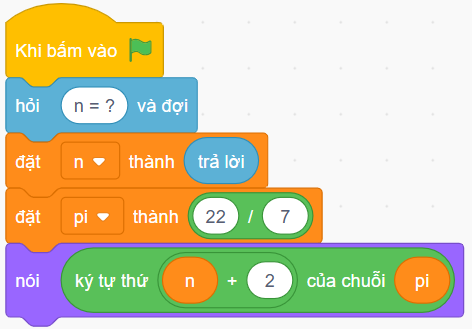 Khi bấm vào
hỏi n = ? và đợi
đặt n thành trả lời
đặt pi thành 22 / 7
nói ký tự thứ n + 2 của chuỗi pi